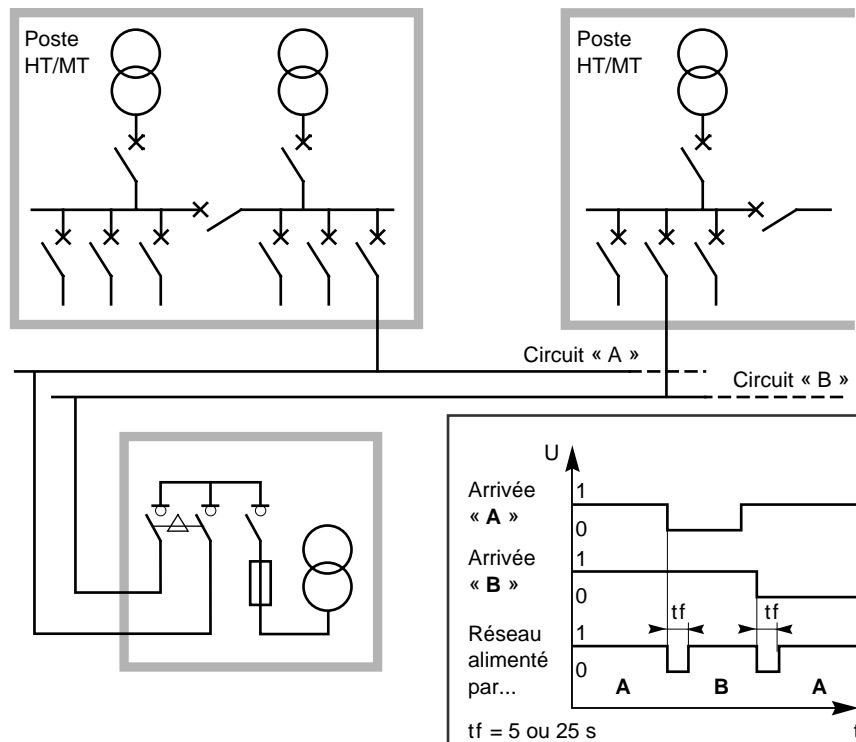 Poste
HT/MT
Poste
HT/MT
Circuit « A »
Circuit « B »
U
Arrivée
« A »
1
0
Arrivée
« B »
1
0
tf
tf
Réseau
alimenté
par...
1
0
A
B
A
tf = 5 ou 25 s
t